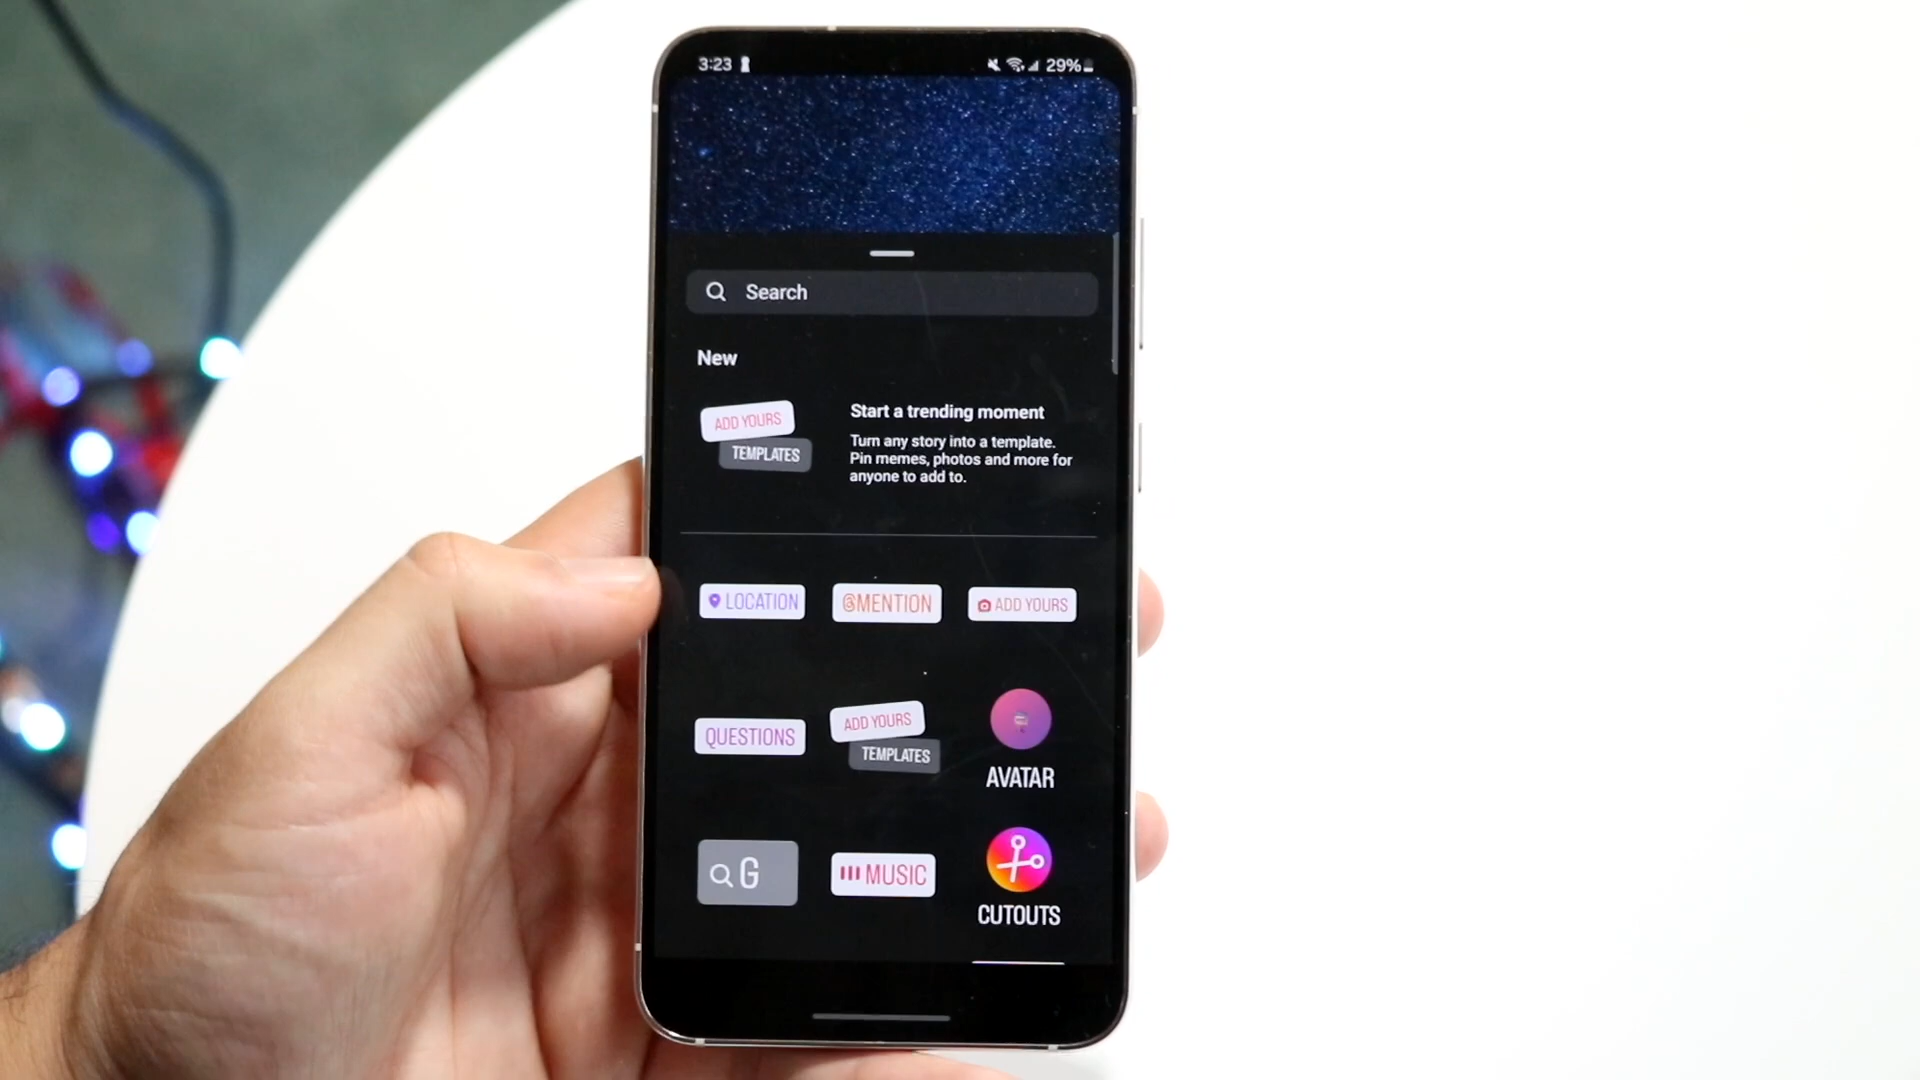 3:23
29%
Search
New
ADD YOURS
TEMPLATES
Start a trending moment
Turn any story into a template.
Pin memes, photos and more for
anyone to add to.
LOCATION
@MENTION
ADD YOURS
QUESTIONS
ADD YOURS
TEMPLATES
AVATAR
G
MUSIC
CUTOUTS